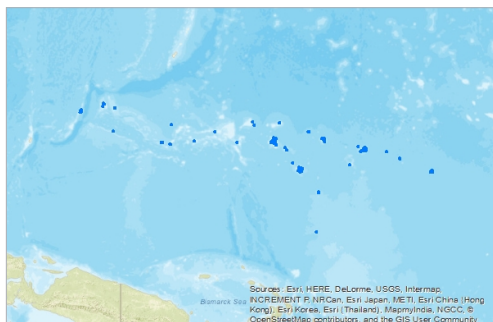 Bismarck Sea
Sources: Esri, HERE, DeLorme, USGS, Intermap,
INCREMENT P, NRCan, Esri Japan, METI, Esri China (Hong
Kong), Esri Korea, Esri (Thailand), MapmyIndia, NGCC, ©
OpenStreetMap contributors, and the GIS User Community